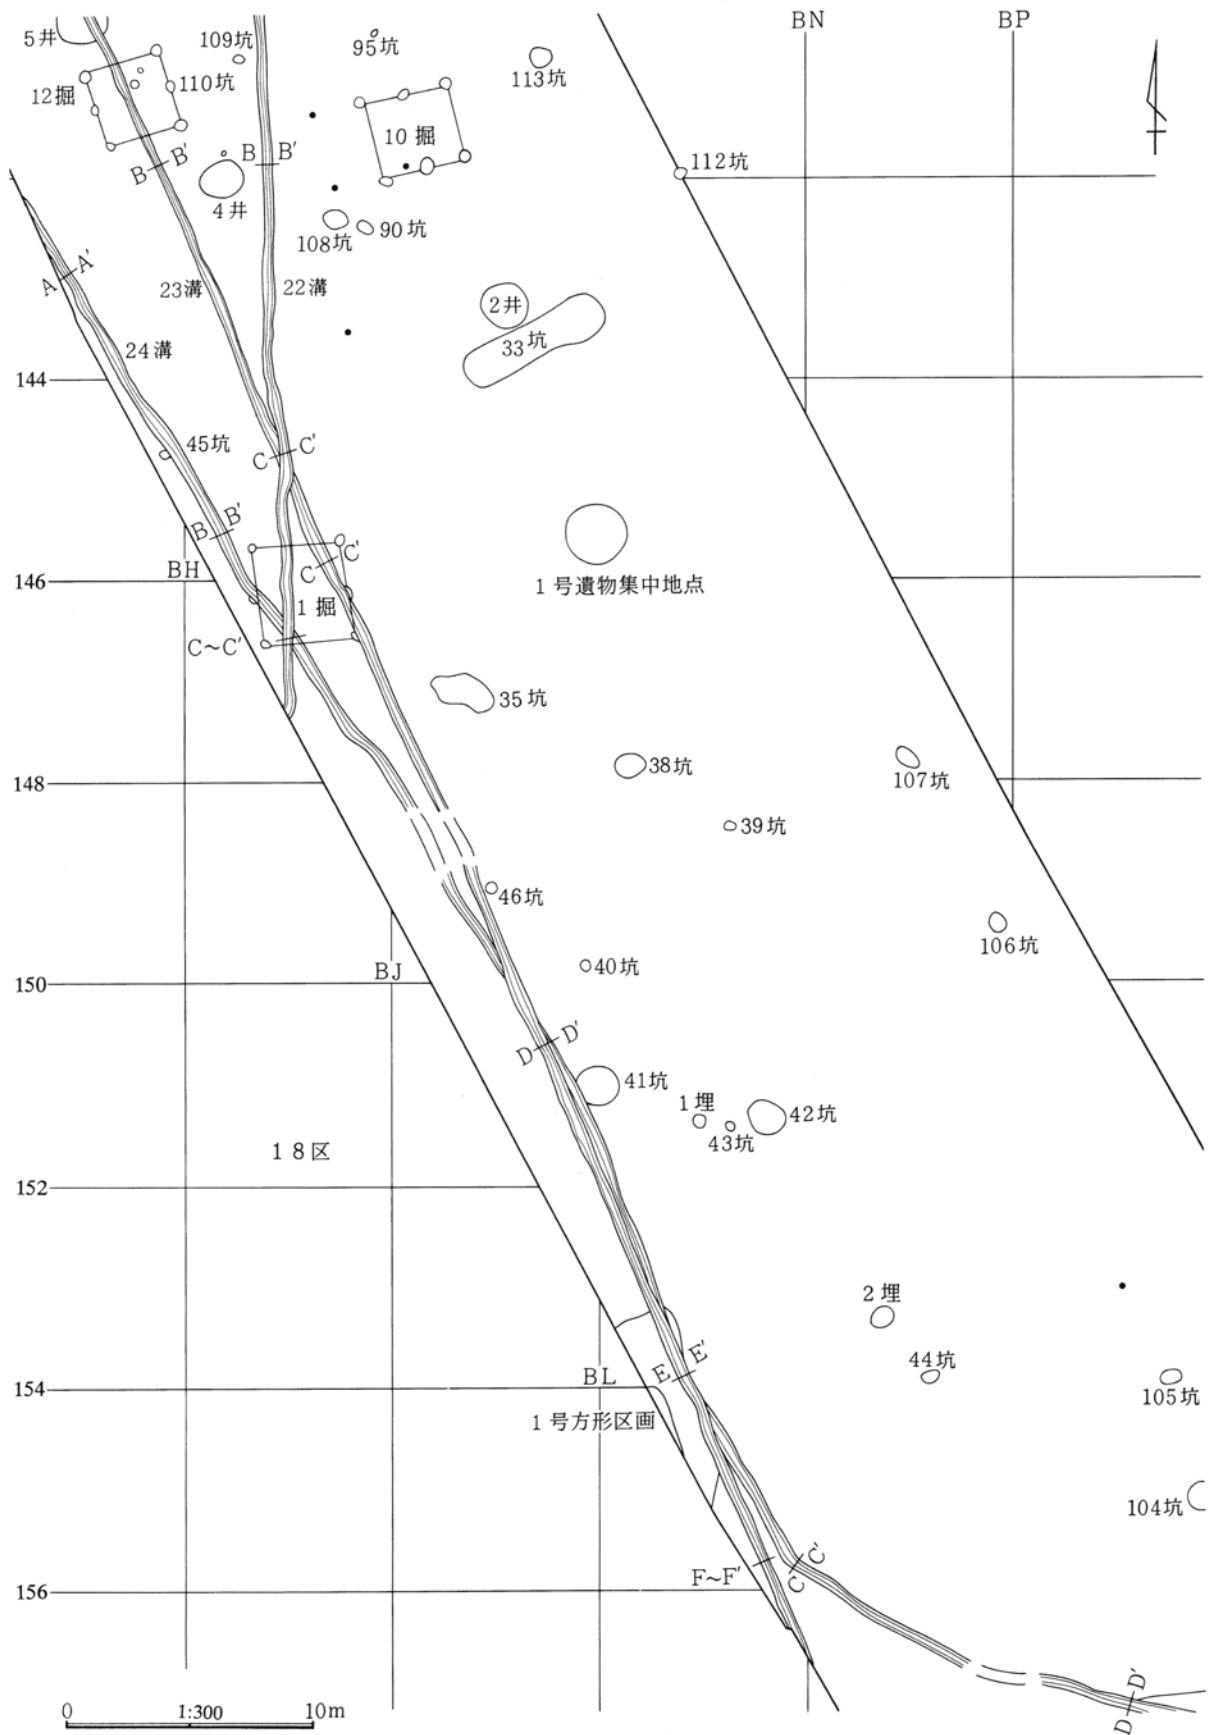 BN
BP
5井
109坑
95坑
113坑
12掘
110坑
10掘
B B'
B B'
112坑
4井
108坑
90坑
A A'
23溝
22溝
2井
33坑
24溝
144
45坑
C C'
B B'
BH
C C'
146
1号遺物集中地点
1掘
C~C'
35坑
38坑
107坑
148
39坑
46坑
106坑
40坑
BJ
150
D D'
41坑
1埋
42坑
43坑
18区
152
2埋
E E'
44坑
BL
105坑
154
1号方形区画
104坑
F~F'
C C'
156
D D'
0 1:300 10m